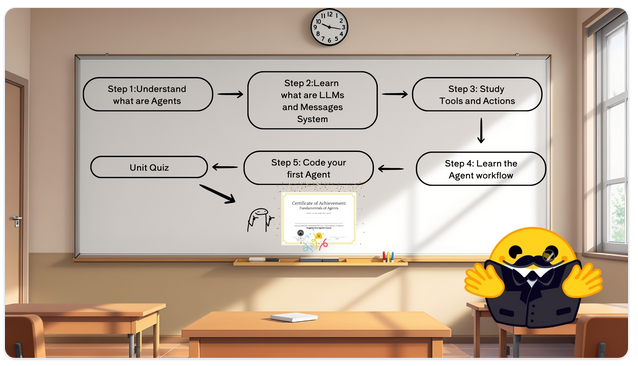 Step 1:Understand
what are Agents
Step 2:Learn
what are LLMs
and Messages
System
Step 3: Study
Tools and Actions
Step 4: Learn the
Agent workflow
Step 5: Code your
first Agent
Unit Quiz
Certificate of Achievement
Fundamentals of Agents